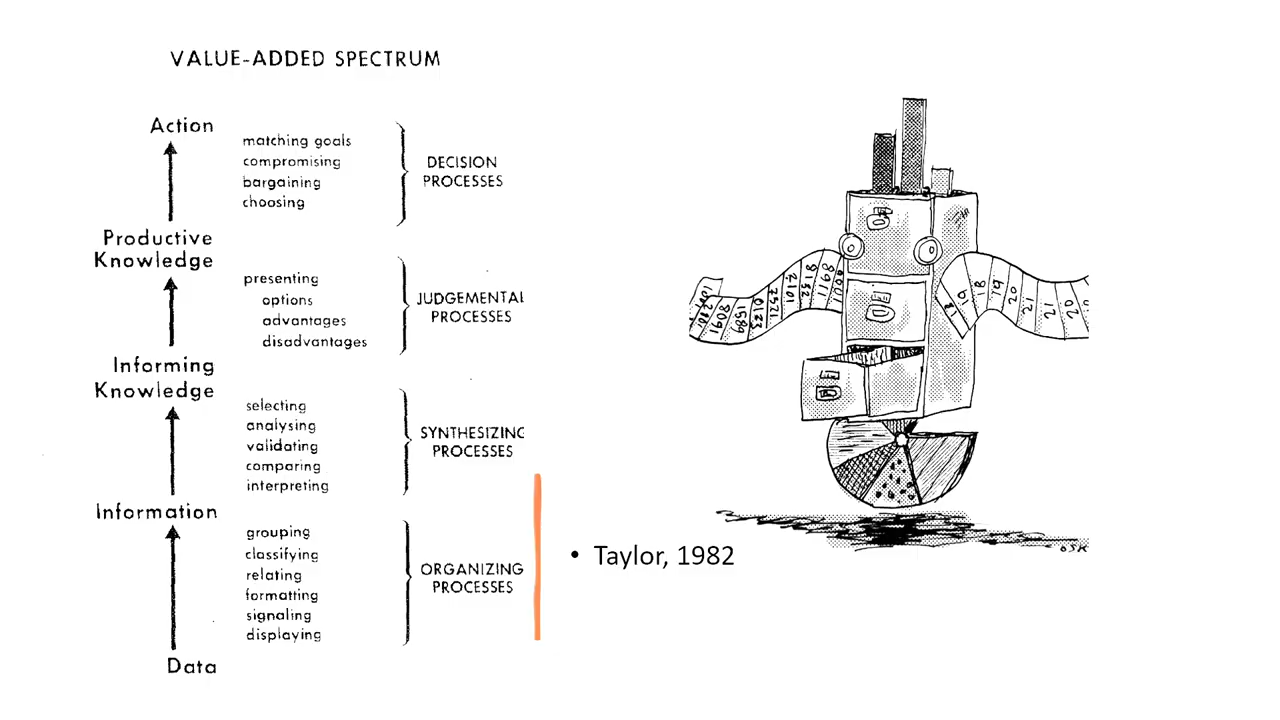 VALUE-ADDED SPECTRUM
Action
matching goals
compromising
bargaining
choosing
DECISION
PROCESSES
Productive
Knowledge
presenting
options
advantages
disadvantages
JUDGEMENTAL
PROCESSES
Informing
Knowledge
selecting
analysing
validating
comparing
interpreting
SYNTHESIZING
PROCESSES
Information
grouping
classifying
relating
formatting
signaling
displaying
ORGANIZING
PROCESSES
Data
• Taylor, 1982
OSK